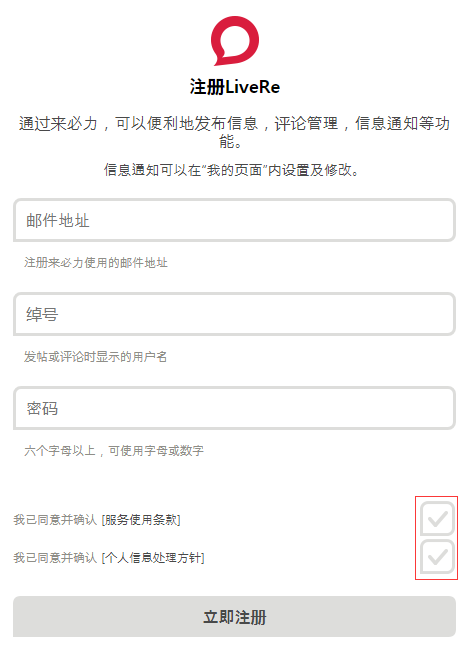 注册LiveRe
通过来必力，可以便利地发布信息，评论管理，信息通知等功
能。
信息通知可以在“我的页面”内设置及修改。
邮件地址
注册来必力使用的邮件地址
绰号
发帖或评论时显示的用户名
密码
六个字母以上，可使用字母或数字
我已同意并确认 [服务使用条款]
我已同意并确认 [个人信息处理方针]
立即注册